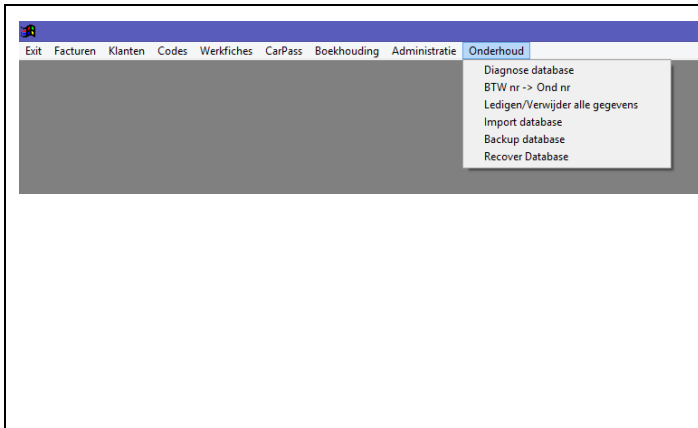 Exit Facturen Klanten Codes Werkfiches CarPass Boekhouding Administratie Onderhoud
Diagnose database
BTW nr -> Ond nr
Ledigen/Verwijder alle gegevens
Import database
Backup database
Recover Database